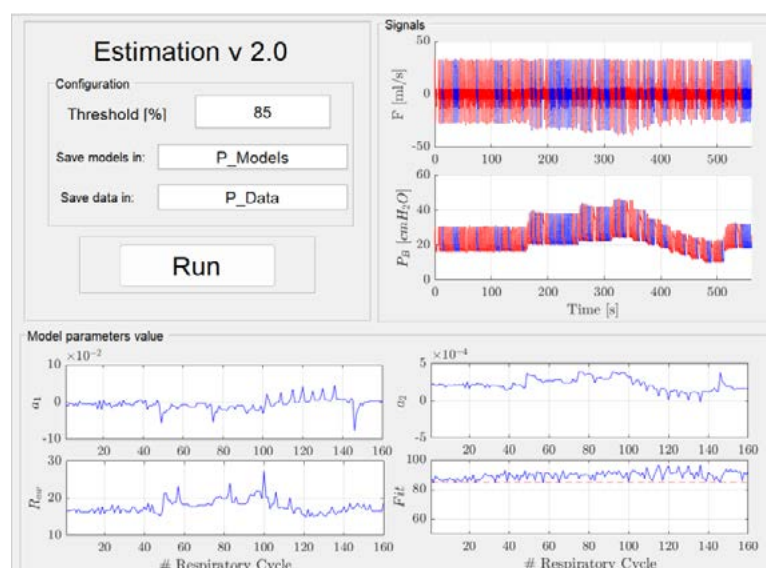 Estimation v 2.0
Configuration
Threshold [%]
85
Save models in:
P_Models
Save data in:
P_Data
Run
Signals
F [ml/s]
50
0
-50
0 100 200 300 400 500
P_B [cmH_2O]
60
40
20
0
0 100 200 300 400 500
Time [s]
Model parameters value
×10^-2
a_1
10
0
-10
0 20 40 60 80 100 120 140 160
×10^-4
a_2
5
0
-5
0 20 40 60 80 100 120 140 160
30
20
10
0 20 40 60 80 100 120 140 160
# Respiratory Cycle
Fit
100
80
60
0 20 40 60 80 100 120 140 160
# Respiratory Cycle